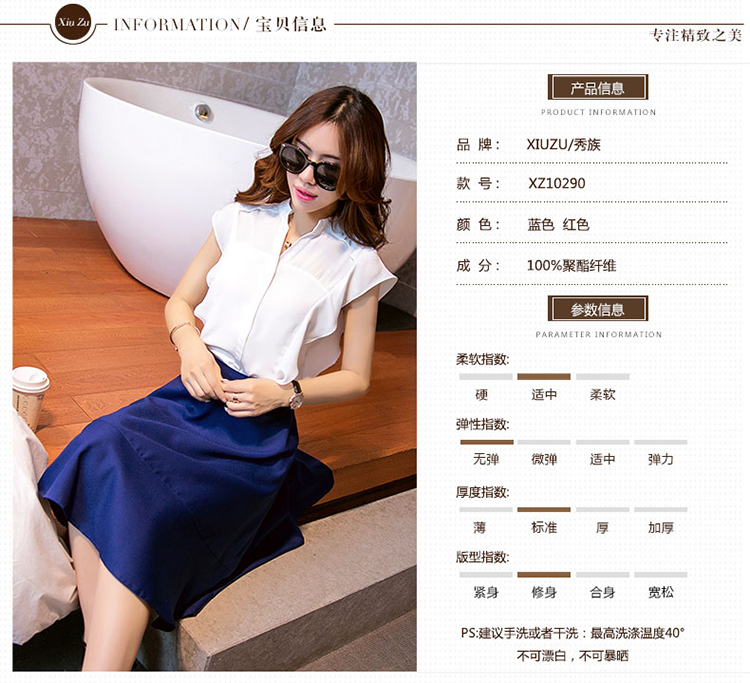 Xiu Zu
INFORMATION/ 宝贝信息
专注精致之美
产品信息
PRODUCT INFORMATION
品 牌: XIUZU/秀族
款 号: XZ10290
颜 色: 蓝色 红色
成 分: 100%聚酯纤维
参数信息
PARAMETER INFORMATION
柔软指数:
硬 适中 柔软
弹性指数:
无弹 微弹 适中 弹力
厚度指数:
薄 标准 厚 加厚
版型指数:
紧身 修身 合身 宽松
PS:建议手洗或者干洗：最高洗涤温度40°
不可漂白，不可暴晒